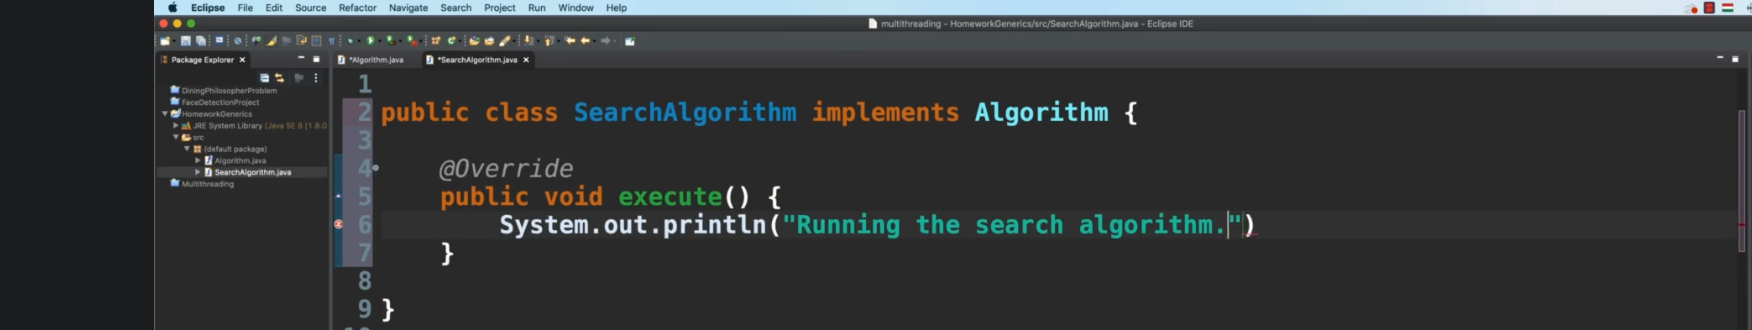 Eclipse File Edit Source Refactor Navigate Search Project Run Window Help
multithreading - HomeworkGenerics/src/SearchAlgorithm.java - Eclipse IDE
Package Explorer
*Algorithm.java
*SearchAlgorithm.java
DiningPhilosopherProblem
FaceDetectionProject
HomeworkGenerics
JRE System Library [Java SE 8 [1.8.0
src
(default package)
Algorithm.java
SearchAlgorithm.java
Multithreading
1
2 public class SearchAlgorithm implements Algorithm {
3
4 @Override
5 public void execute() {
6 System.out.println("Running the search algorithm.")
7 }
8
9 }